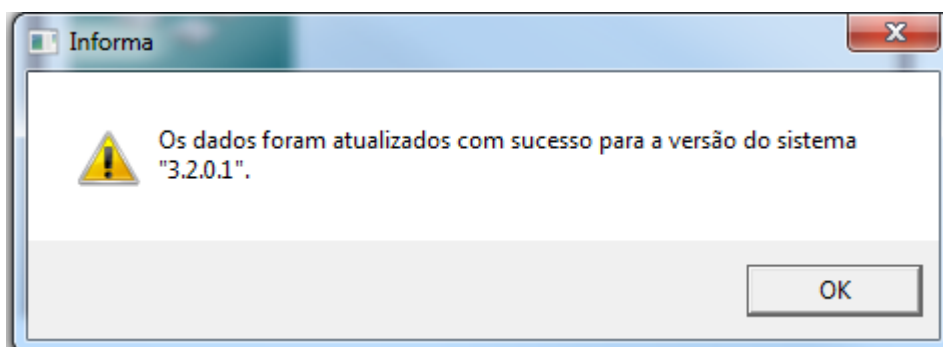 Informa
Os dados foram atualizados com sucesso para a versão do sistema
"3.2.0.1".
OK